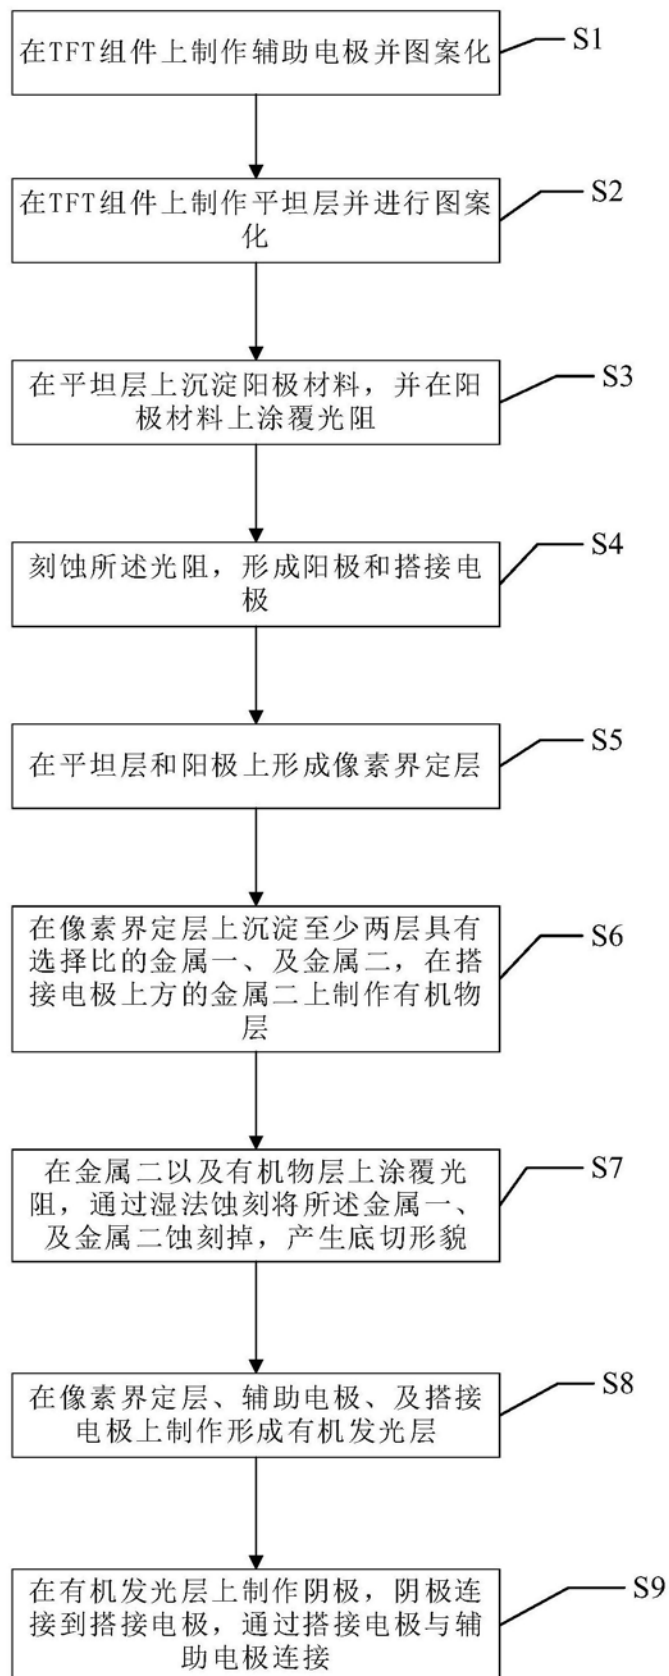 在TFT组件上制作辅助电极并图案化
S1
在TFT组件上制作平坦层并进行图案
化
S2
在平坦层上沉淀阳极材料，并在阳
极材料上涂覆光阻
S3
刻蚀所述光阻，形成阳极和搭接电
极
S4
在平坦层和阳极上形成像素界定层
S5
在像素界定层上沉淀至少两层具有
选择比的金属一、及金属二，在搭
接电极上方的金属二上制作有机物
层
S6
在金属二以及有机物层上涂覆光
阻，通过湿法蚀刻将所述金属一、
及金属二蚀刻掉，产生底切形貌
S7
在像素界定层、辅助电极、及搭接
电极上制作形成有机发光层
S8
在有机发光层上制作阴极，阴极连
接到搭接电极，通过搭接电极与辅
助电极连接
S9